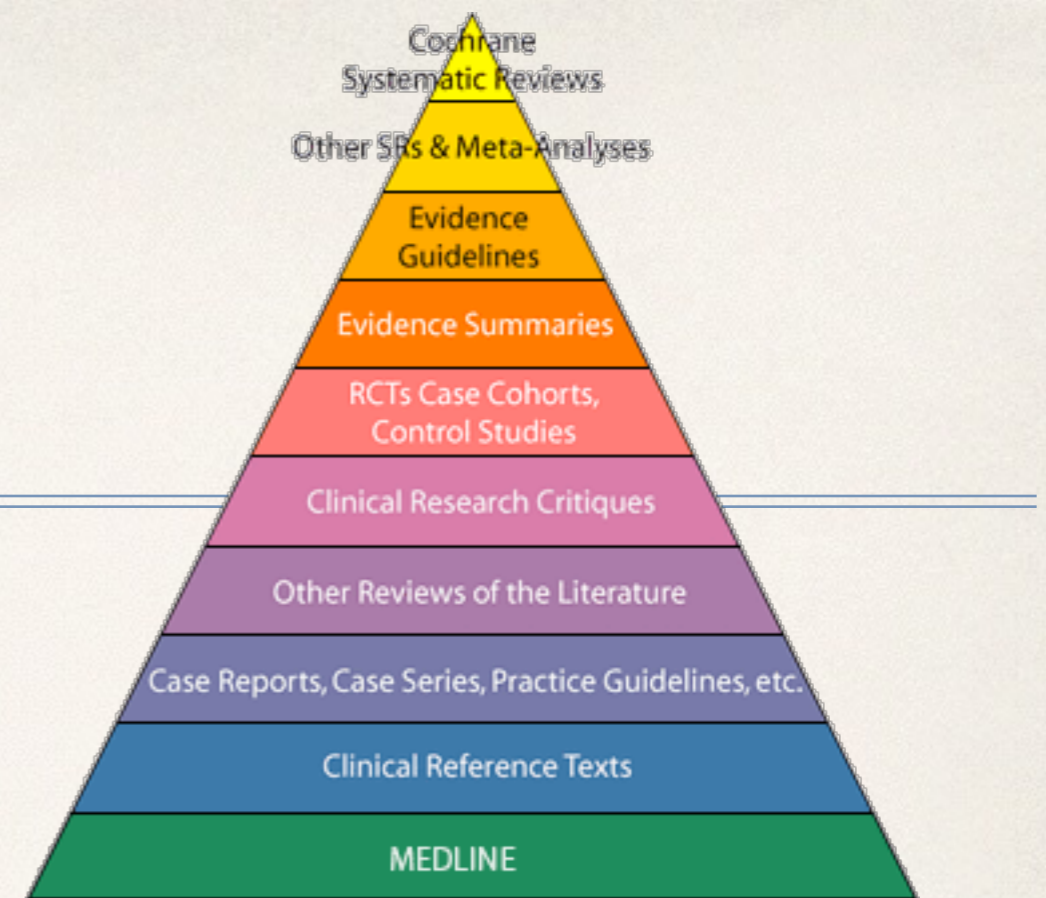 Cochrane
Systematic Reviews
Other SRs & Meta-Analyses
Evidence
Guidelines
Evidence Summaries
RCTs Case Cohorts,
Control Studies
Clinical Research Critiques
Other Reviews of the Literature
Case Reports, Case Series, Practice Guidelines, etc.
Clinical Reference Texts
MEDLINE